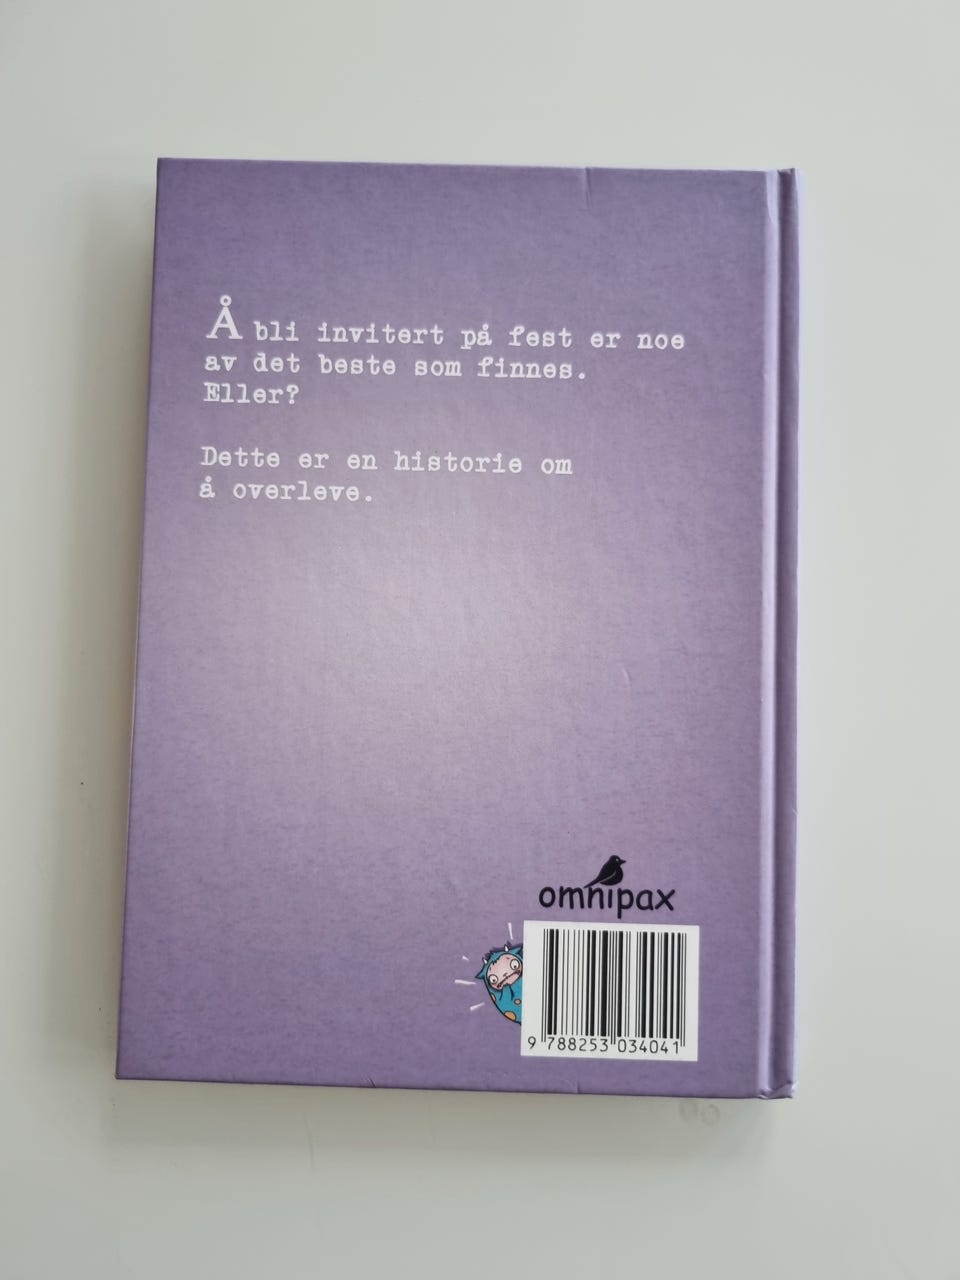 Å bli invitert på fest er noe
av det beste som finnes.
Eller?
Dette er en historie om
å overleve.
omnipax
9 788253 034041